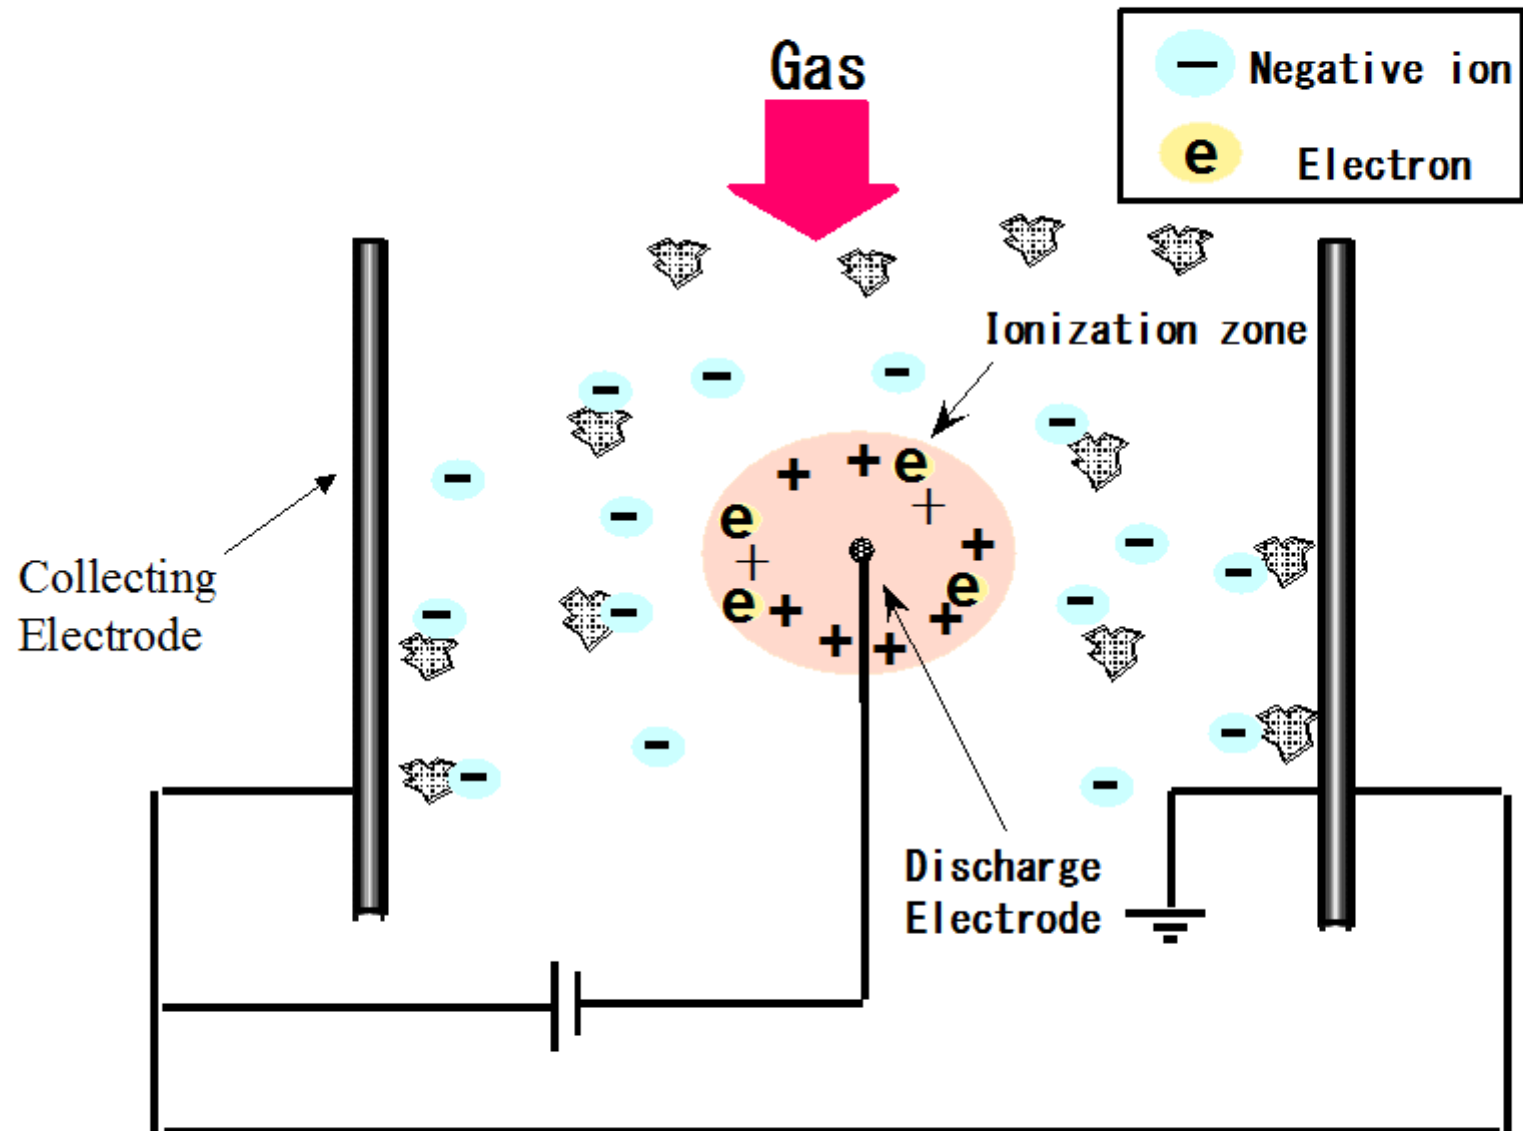 Gas
− Negative ion
e Electron
Ionization zone
− − −
− −
+ + e
− + −
e + + −
− − e − −
e + + +
+ +
− −
− −
Collecting
Electrode
Discharge
Electrode